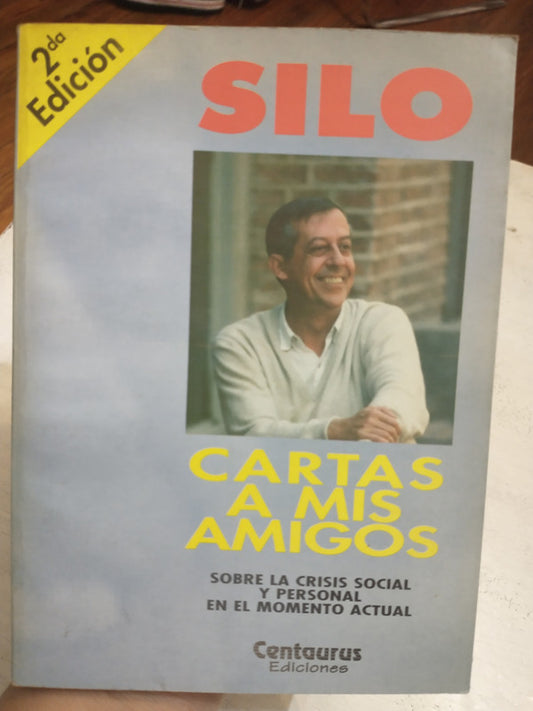 2da
Edición
SILO
CARTAS
A MIS
AMIGOS
SOBRE LA CRISIS SOCIAL
Y PERSONAL
EN EL MOMENTO ACTUAL
Centaurus
Ediciones